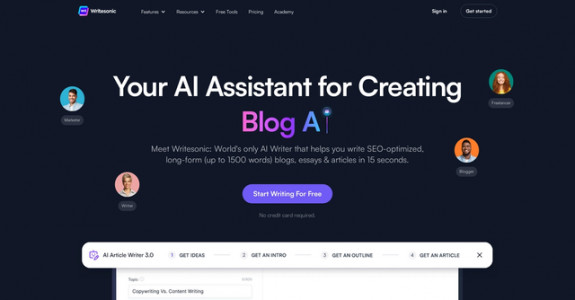 Writesonic
Features
Resources
Free Tools
Pricing
Academy
Sign in
Get started
Your AI Assistant for Creating
Blog A
Freelancer
Marketer
Meet Writesonic: World's only AI Writer that helps you write SEO-optimized,
long-form (up to 1500 words) blogs, essays & articles in 15 seconds.
Blogger
Writer
Start Writing For Free
No credit card required.
AI Article Writer 3.0
1 GET IDEAS
2 GET AN INTRO
3 GET AN OUTLINE
4 GET AN ARTICLE
Topic
Copywriting Vs. Content Writing